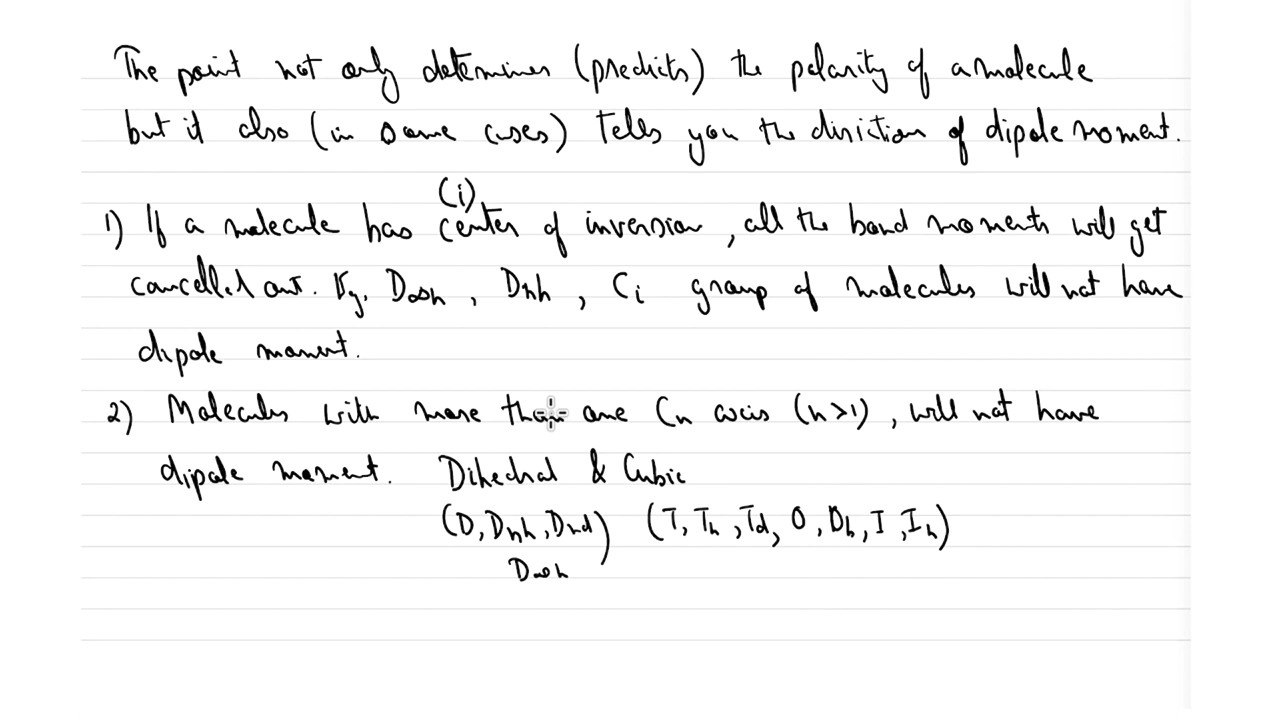 The point not only determines (predicts) the polarity of a molecule
but it also (in some cases) tells you the diriction of dipole moment.
(i)
1) If a molecule has center of inversion, all the bond moments will get
cancelled out. Eg. D∞h, Dnh, Ci group of molecules will not have
dipole moment.
2) Molecules with more than one Cn axis (n>1), will not have
dipole moment. Dihedral & Cubic
(D, Dnh, Dnd) (T, Th, Td, O, Oh, I, Ih)
D∞h